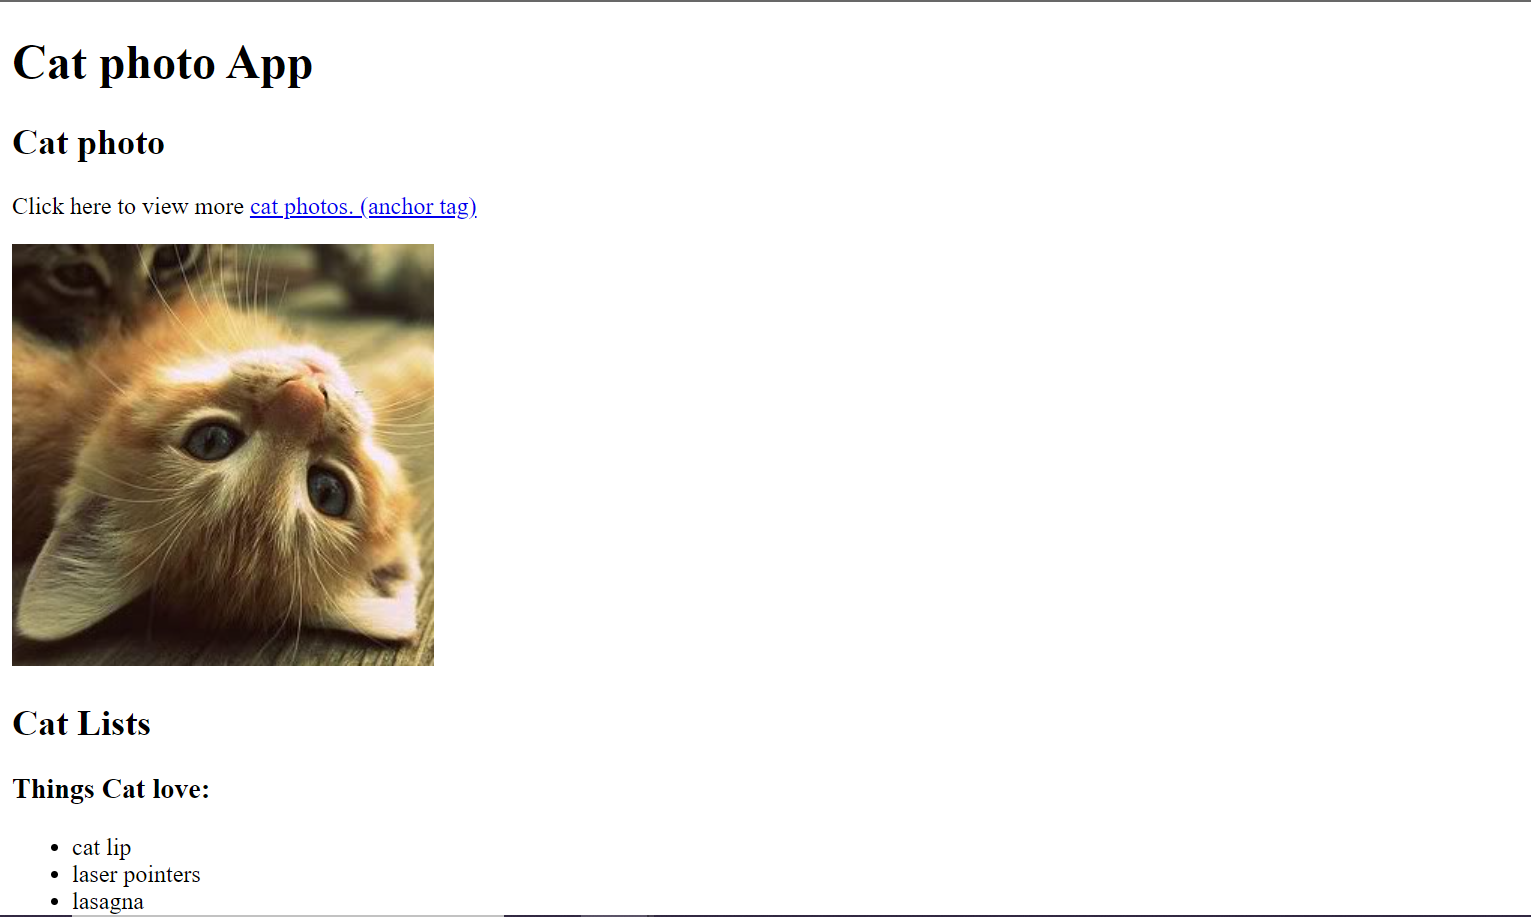 Cat photo App
Cat photo
Click here to view more cat photos. (anchor tag)
Cat Lists
Things Cat love:
cat lip
laser pointers
lasagna